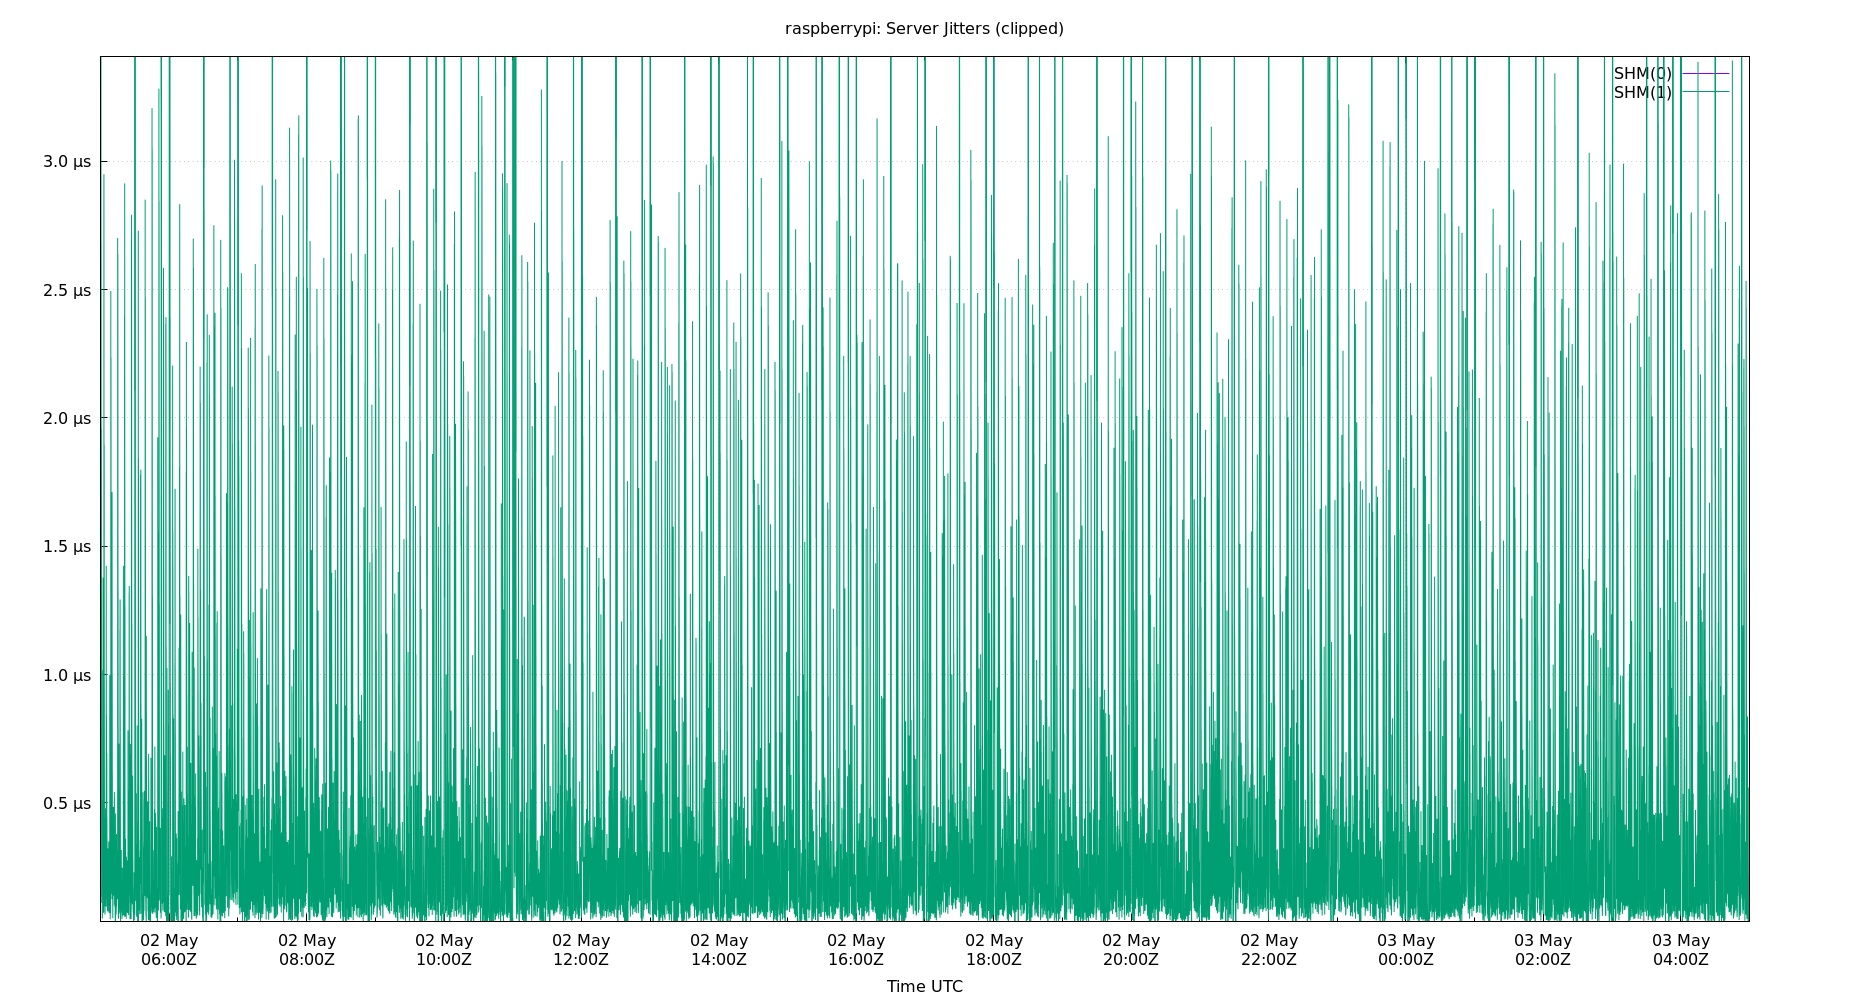 raspberrypi: Server Jitters (clipped)
SHM(0)
SHM(1)
3.0 μs
2.5 μs
2.0 μs
1.5 μs
1.0 μs
0.5 μs
02 May 02 May 02 May 02 May 02 May 02 May 02 May 02 May 02 May 03 May 03 May 03 May
06:00Z 08:00Z 10:00Z 12:00Z 14:00Z 16:00Z 18:00Z 20:00Z 22:00Z 00:00Z 02:00Z 04:00Z
Time UTC